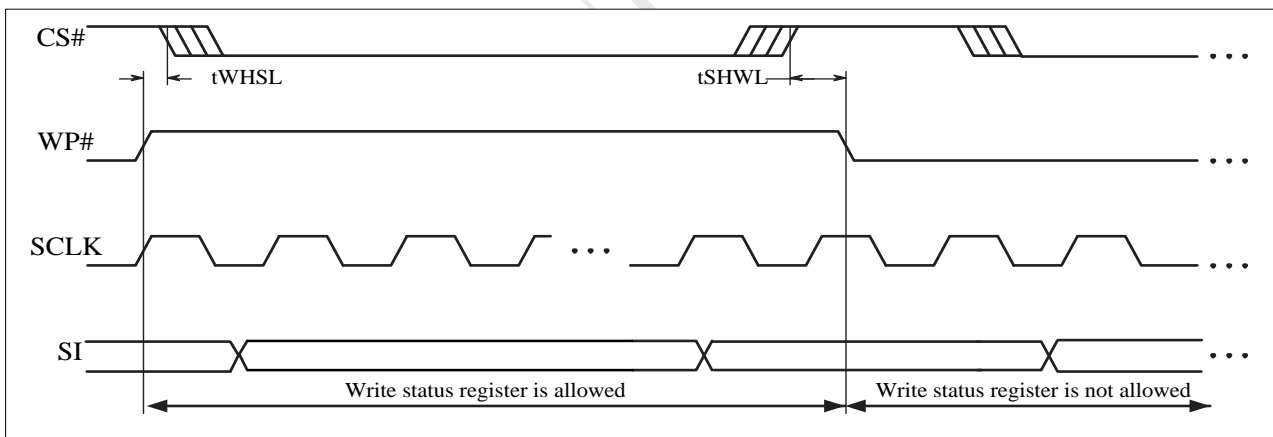 CS#
tWHSL
tSHWL
WP#
SCLK
SI
Write status register is allowed
Write status register is not allowed